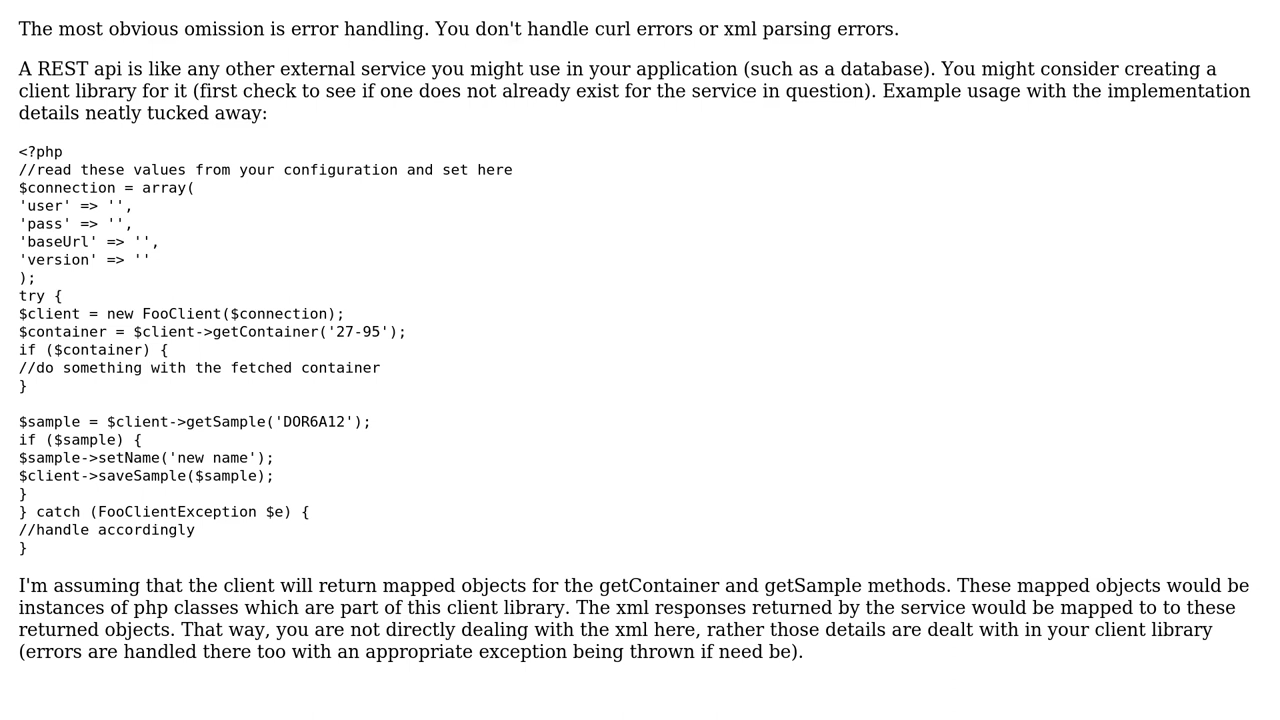 The most obvious omission is error handling. You don't handle curl errors or xml parsing errors.
A REST api is like any other external service you might use in your application (such as a database). You might consider creating a
client library for it (first check to see if one does not already exist for the service in question). Example usage with the implementation
details neatly tucked away:
<?php
//read these values from your configuration and set here
$connection = array(
'user' => '',
'pass' => '',
'baseUrl' => '',
'version' => ''
);
try {
$client = new FooClient($connection);
$container = $client->getContainer('27-95');
if ($container) {
//do something with the fetched container
}
$sample = $client->getSample('DOR6A12');
if ($sample) {
$sample->setName('new name');
$client->saveSample($sample);
}
} catch (FooClientException $e) {
//handle accordingly
}
I'm assuming that the client will return mapped objects for the getContainer and getSample methods. These mapped objects would be
instances of php classes which are part of this client library. The xml responses returned by the service would be mapped to to these
returned objects. That way, you are not directly dealing with the xml here, rather those details are dealt with in your client library
(errors are handled there too with an appropriate exception being thrown if need be).